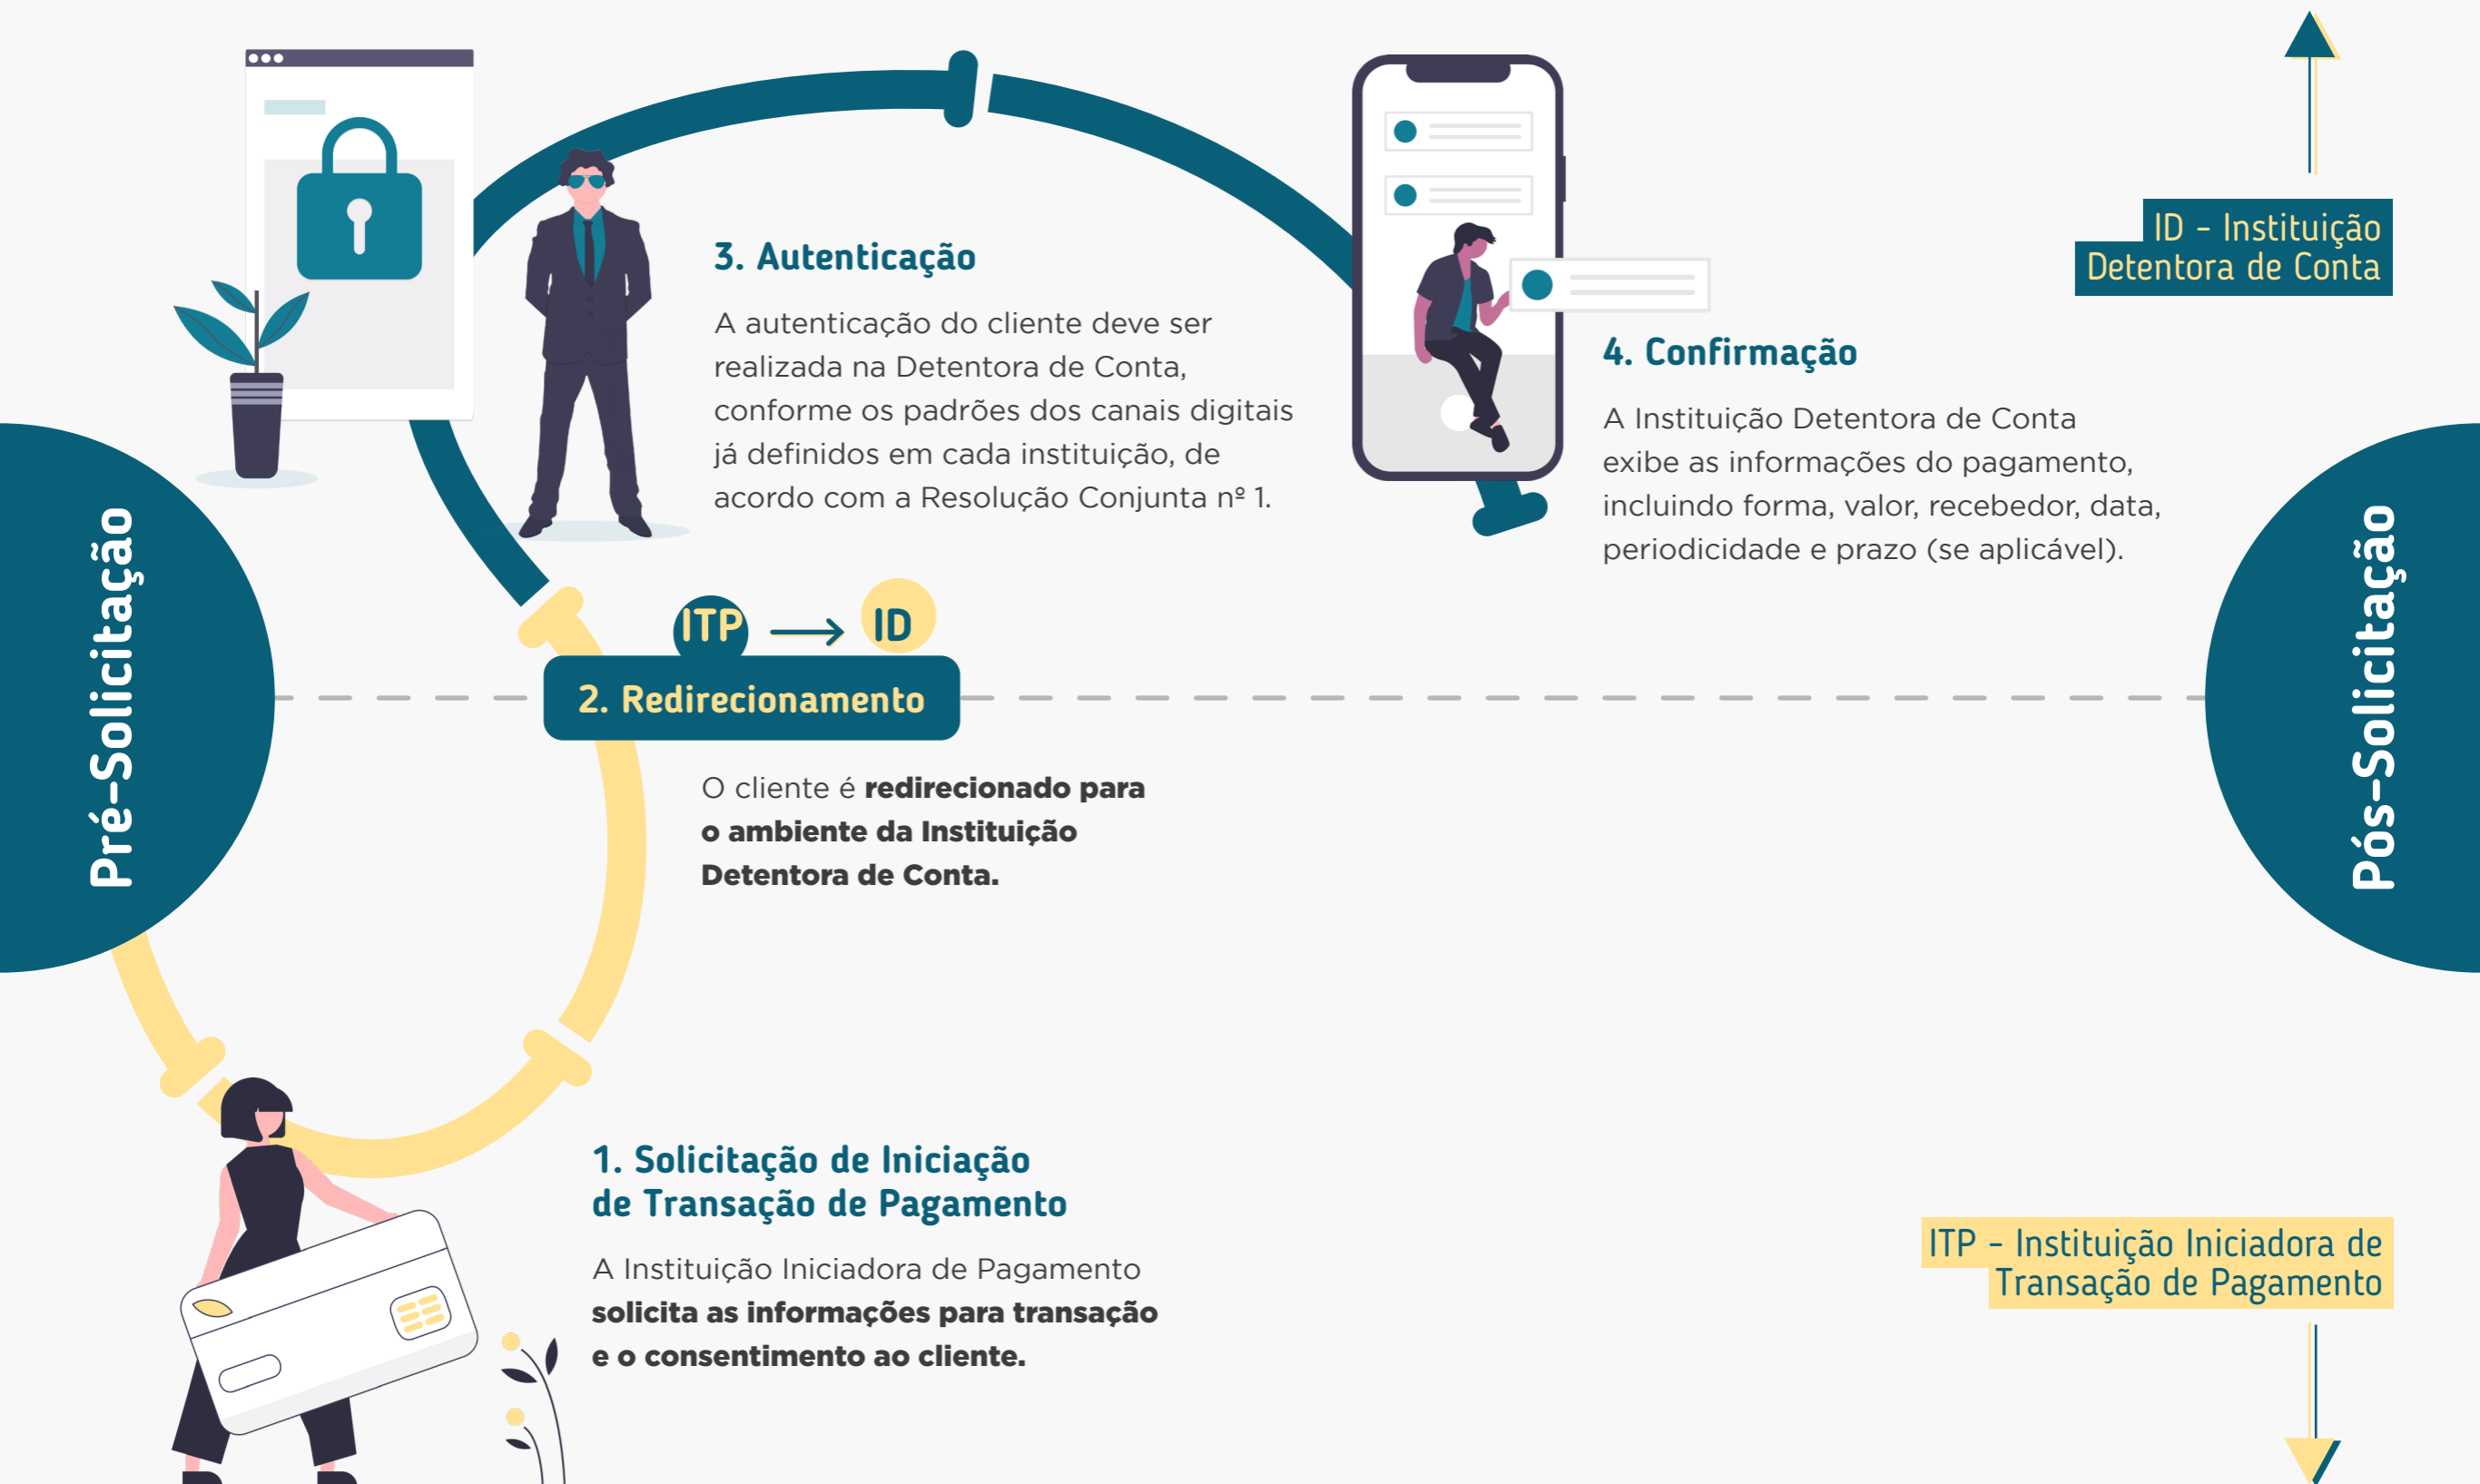 Pré-Solicitação
3. Autenticação
A autenticação do cliente deve ser
realizada na Detentora de Conta,
conforme os padrões dos canais digitais
já definidos em cada instituição, de
acordo com a Resolução Conjunta nº 1.
4. Confirmação
A Instituição Detentora de Conta
exibe as informações do pagamento,
incluindo forma, valor, recebedor, data,
periodicidade e prazo (se aplicável).
ID - Instituição
Detentora de Conta
ITP → ID
2. Redirecionamento
O cliente é redirecionado para
o ambiente da Instituição
Detentora de Conta.
Pós-Solicitação
1. Solicitação de Iniciação
de Transação de Pagamento
A Instituição Iniciadora de Pagamento
solicita as informações para transação
e o consentimento ao cliente.
ITP - Instituição Iniciadora de
Transação de Pagamento